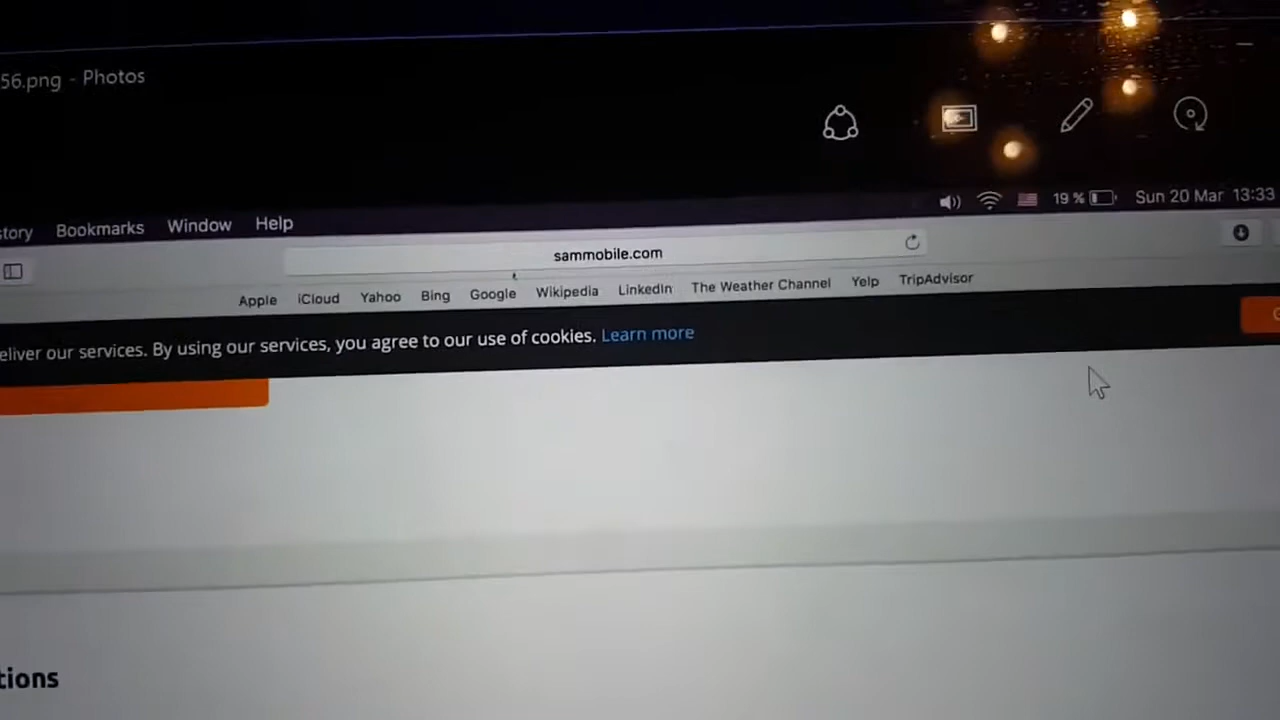 56.png - Photos
story Bookmarks Window Help 19 % Sun 20 Mar 13:33
sammobile.com
Apple iCloud Yahoo Bing Google Wikipedia LinkedIn The Weather Channel Yelp TripAdvisor
eliver our services. By using our services, you agree to our use of cookies. Learn more
tions